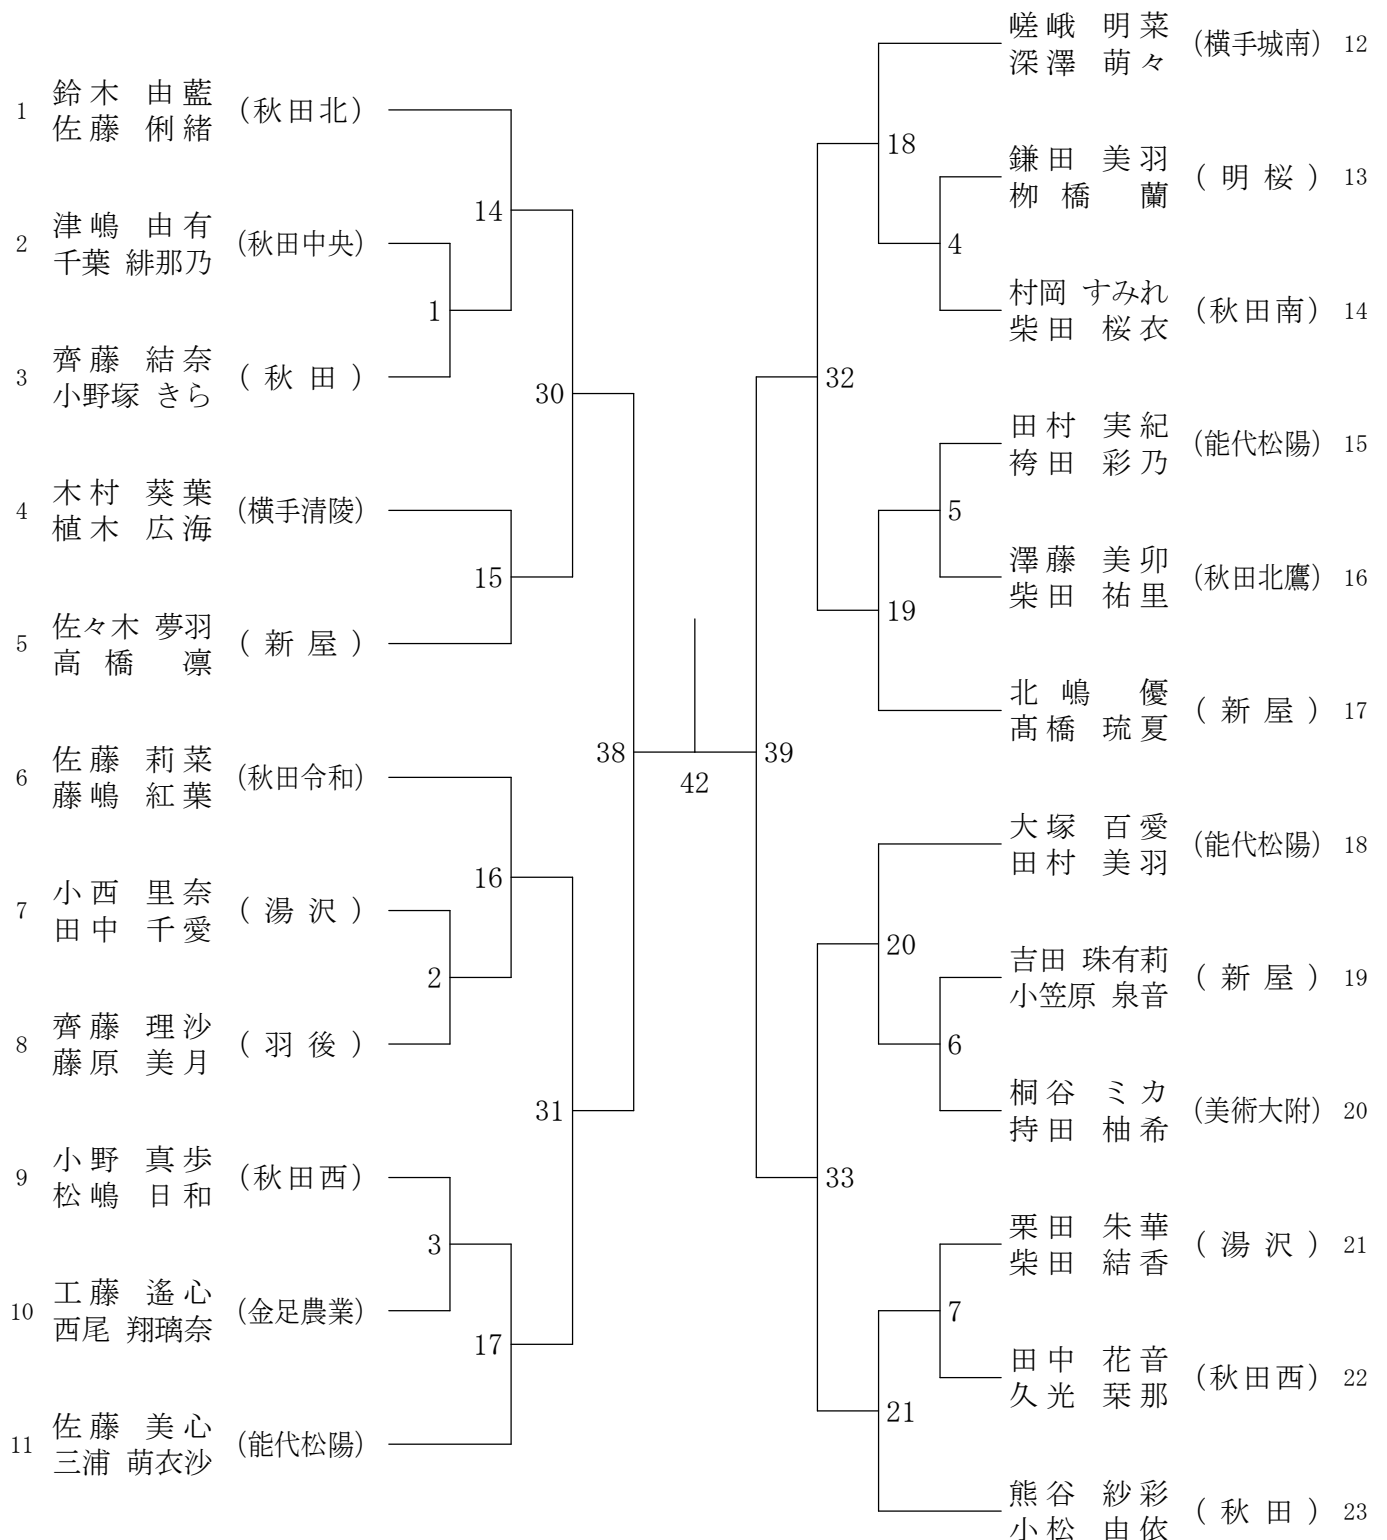 1 鈴木 由藍 (秋田北)
佐藤 俐緒
2 津嶋 由有 (秋田中央)
千葉 緋那乃
3 齊藤 結奈 (秋田)
小野塚 きら
4 木村 葵葉 (横手清陵)
植木 広海
5 佐々木 夢羽 (新屋)
高橋 凛
6 佐藤 莉菜 (秋田令和)
藤嶋 紅葉
7 小西 里奈 (湯沢)
田中 千愛
8 齊藤 理沙 (羽後)
藤原 美月
9 小野 真歩 (秋田西)
松嶋 日和
10 工藤 遙心 (金足農業)
西尾 翔璃奈
11 佐藤 美心 (能代松陽)
三浦 萌衣沙
14
1
30
15
38
16
2
31
3
17
42
嵯峨 明菜 (横手城南) 12
深澤 萌々
鎌田 美羽 (明桜) 13
栁橋 蘭
村岡 すみれ (秋田南) 14
柴田 桜衣
田村 実紀 (能代松陽) 15
袴田 彩乃
澤藤 美卯 (秋田北鷹) 16
柴田 祐里
北嶋 優 (新屋) 17
髙橋 琉夏
大塚 百愛 (能代松陽) 18
田村 美羽
吉田 珠有莉 (新屋) 19
小笠原 泉音
桐谷 ミカ (美術大附) 20
持田 柚希
栗田 朱華 (湯沢) 21
柴田 結香
田中 花音 (秋田西) 22
久光 栞那
熊谷 紗彩 (秋田) 23
小松 由依
18
4
32
5
19
39
20
6
33
7
21